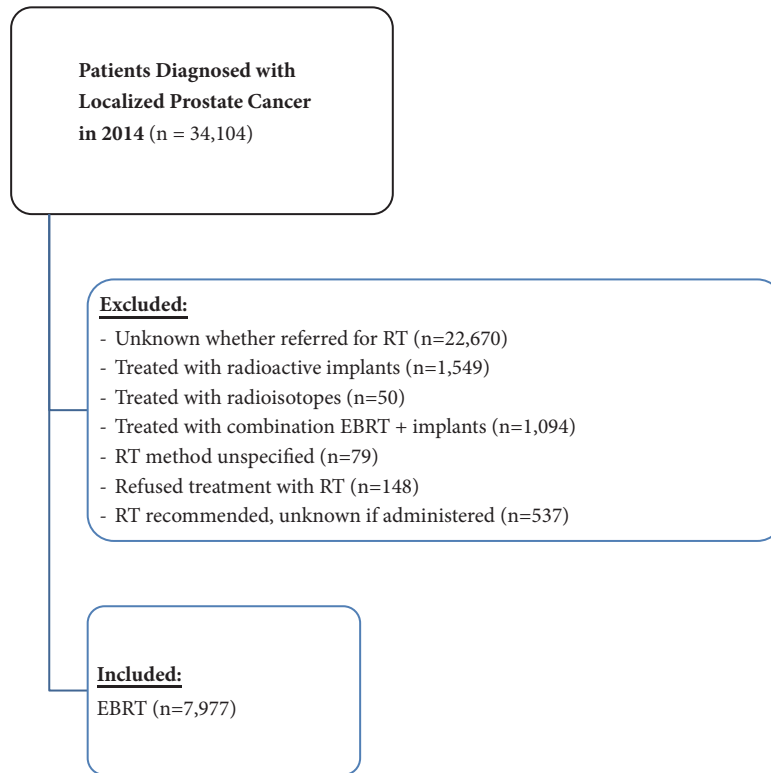 Patients Diagnosed with
Localized Prostate Cancer
in 2014 (n = 34,104)
Excluded:
- Unknown whether referred for RT (n=22,670)
- Treated with radioactive implants (n=1,549)
- Treated with radioisotopes (n=50)
- Treated with combination EBRT + implants (n=1,094)
- RT method unspecified (n=79)
- Refused treatment with RT (n=148)
- RT recommended, unknown if administered (n=537)
Included:
EBRT (n=7,977)